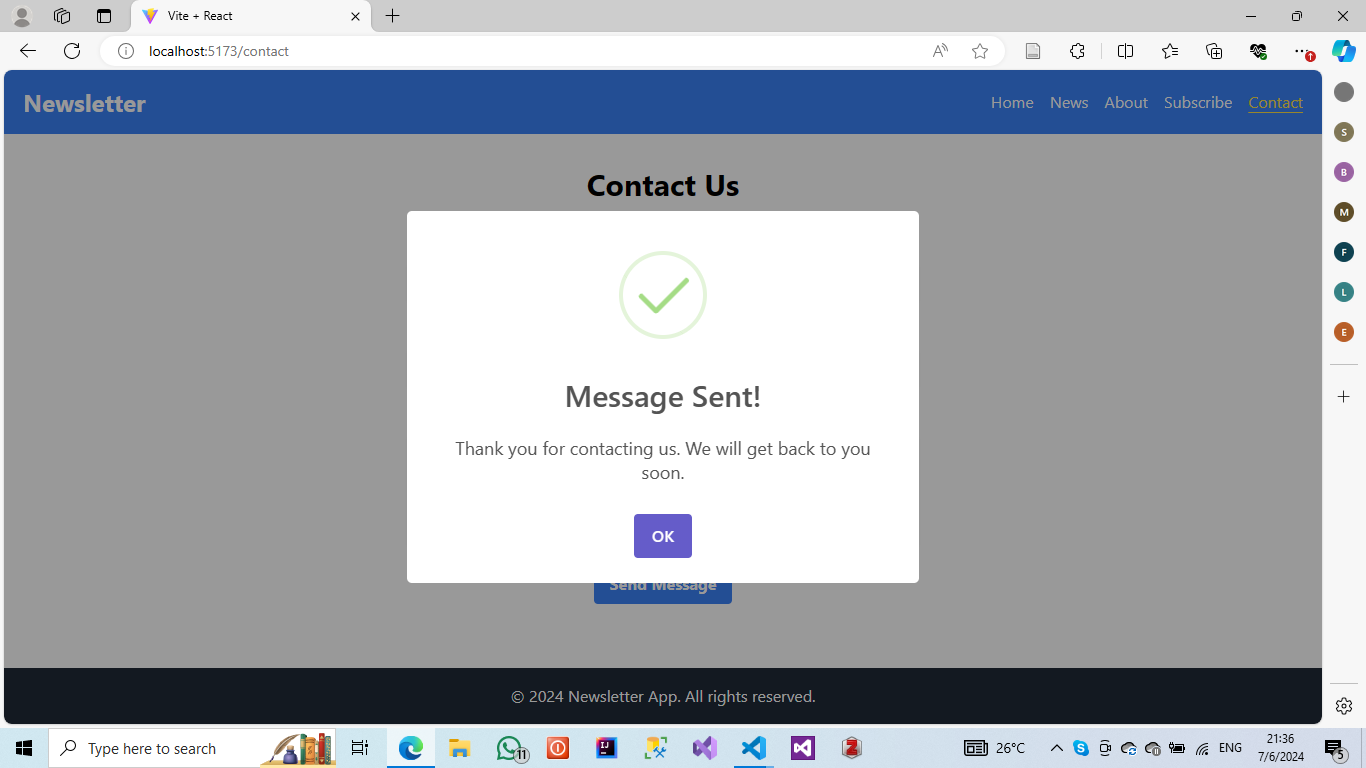 Vite + React
localhost:5173/contact
Newsletter
Home News About Subscribe Contact
Contact Us
Message Sent!
Thank you for contacting us. We will get back to you
soon.
OK
Send Message
© 2024 Newsletter App. All rights reserved.
S
B
M
F
L
E
Type here to search
11
26°C
ENG
21:36
7/6/2024
5